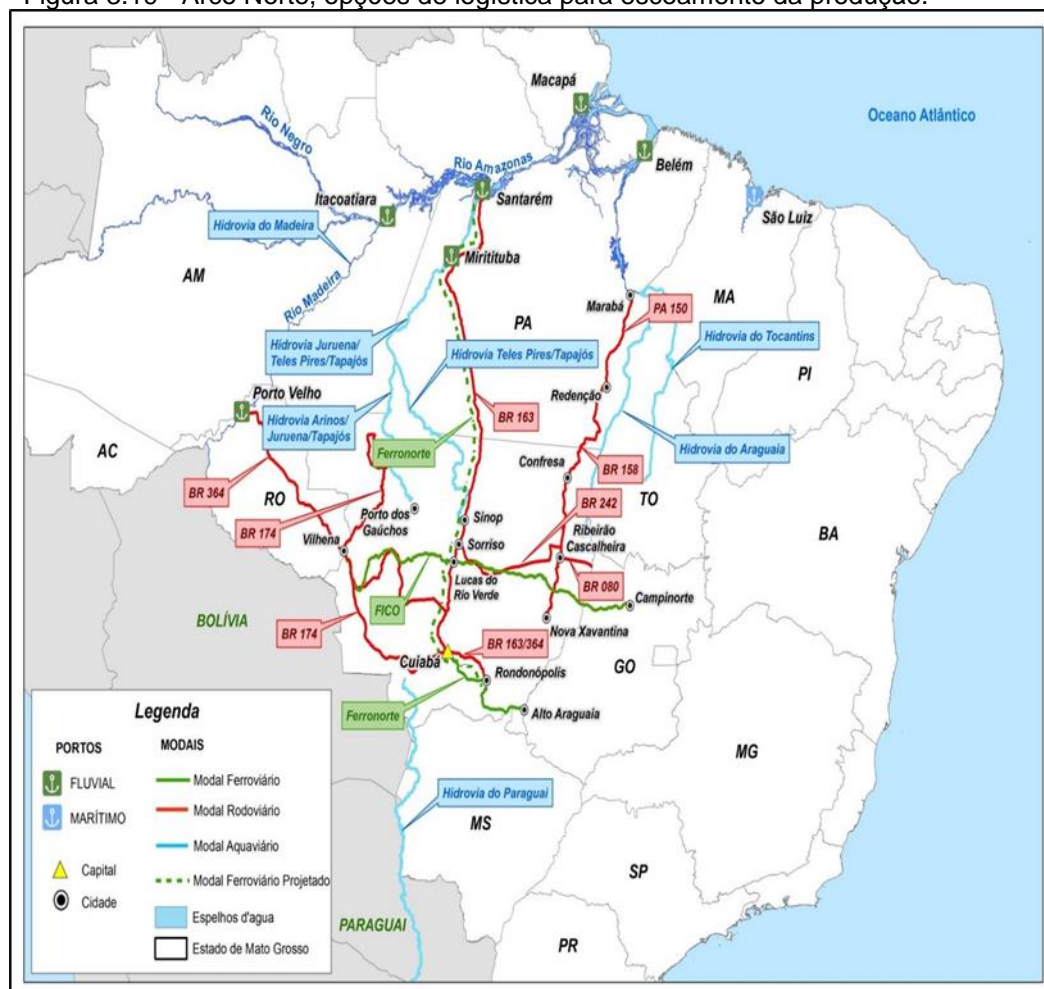 Figura 3.10 - Arco Norte, opções de logística para escoamento da produção.
Macapá
Oceano Atlântico
Rio Negro
Rio Amazonas
Belém
Itacoatiara
Santarém
São Luiz
Hidrovia do Madeira
Miritituba
AM
Rio Madeira
PA
Marabá
MA
PA 150
Hidrovia Juruena/
Teles Pires/Tapajós
Hidrovia Teles Pires/Tapajós
Hidrovia do Tocantins
PI
Porto Velho
Redenção
Hidrovia Arinos/
Juruena/Tapajós
BR 163
Hidrovia do Araguaia
AC
Ferronorte
Confresa
BR 158
BR 364
RO
BR 242
TO
BR 174
Porto dos
Gaúchos
Sinop
Ribeirão
Cascalheira
BA
Vilhena
Sorriso
Lucas do
Rio Verde
BR 080
FICO
Campinorte
BOLÍVIA
BR 174
Nova Xavantina
BR 163/364
GO
Cuiabá
Rondonópolis
Ferronorte
Alto Araguaia
MG
Hidrovia do Paraguai
MS
SP
PARAGUAI
PR
Legenda
PORTOS
FLUVIAL
MARÍTIMO
Capital
Cidade
MODAIS
Modal Ferroviário
Modal Rodoviário
Modal Aquaviário
Modal Ferroviário Projetado
Espelhos d'agua
Estado de Mato Grosso